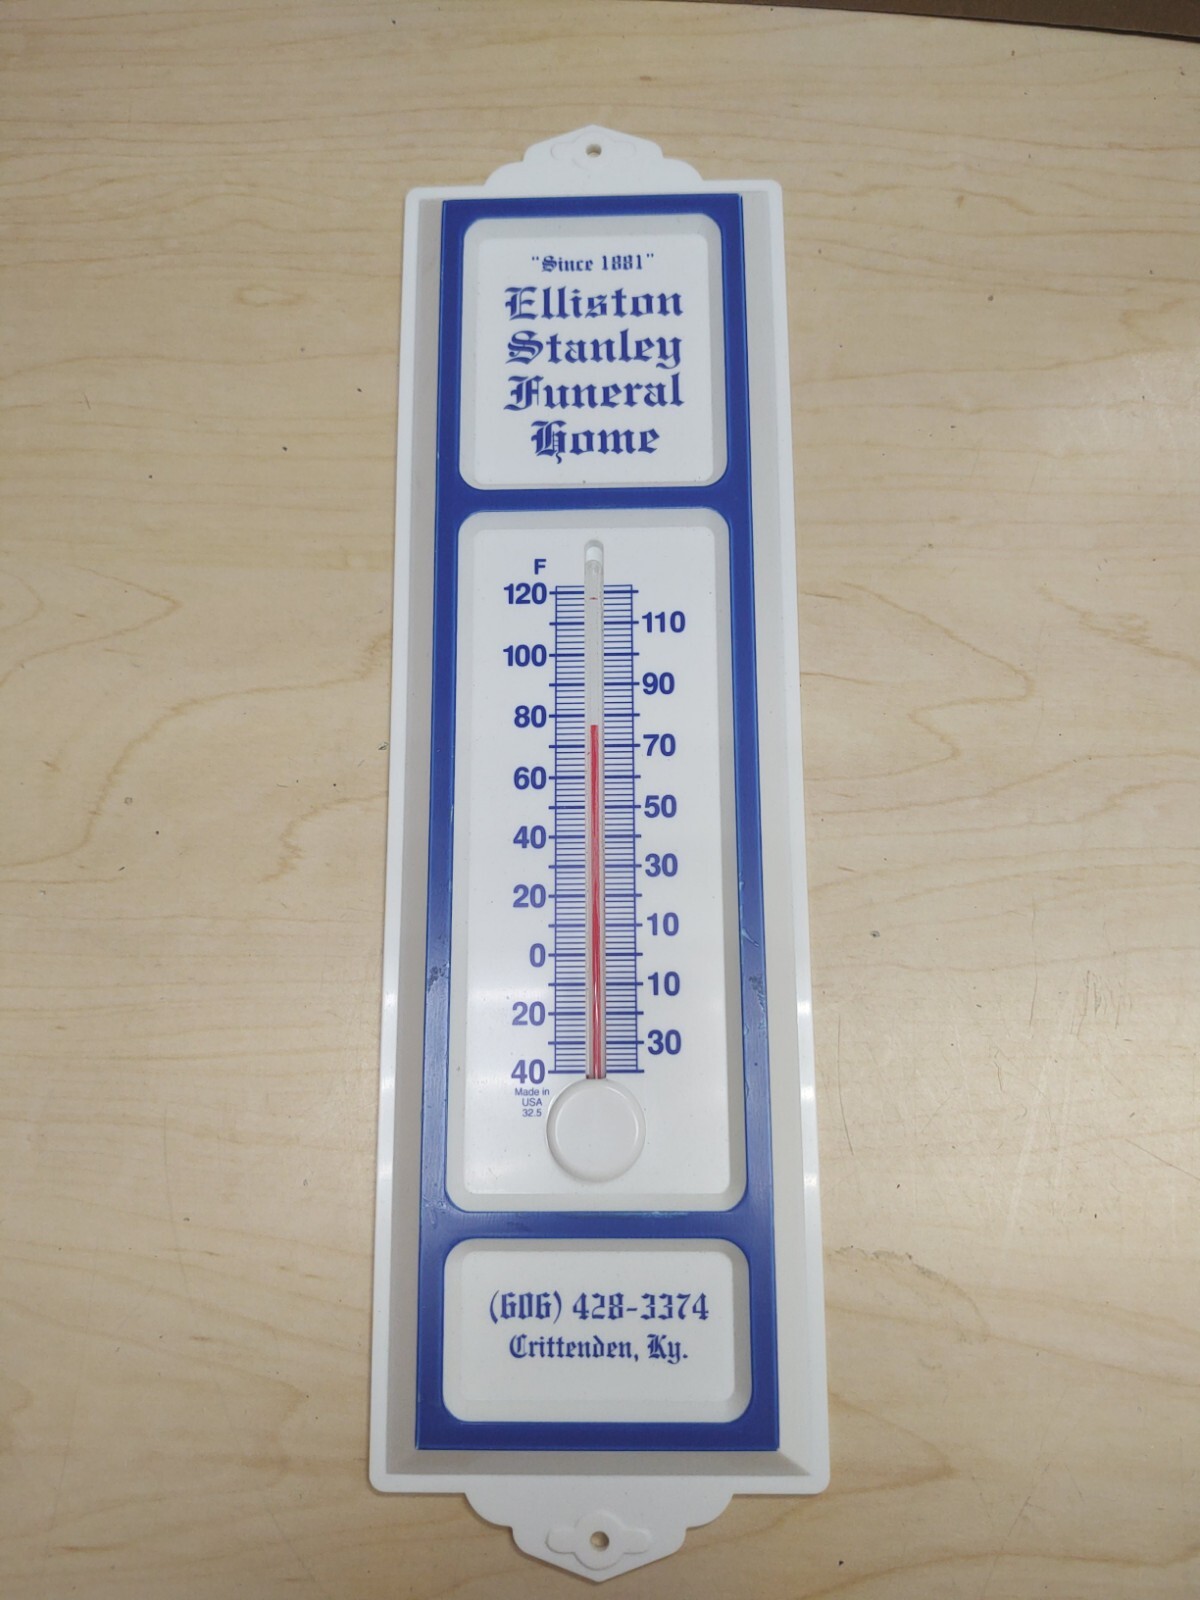 "Since 1881"
Elliston
Stanley
Funeral
Home
F
120
110
100
90
80
70
60
50
40
30
20
10
0
10
20
30
40
Made in
USA
32.5
(606) 428-3374
Crittenden, Ky.